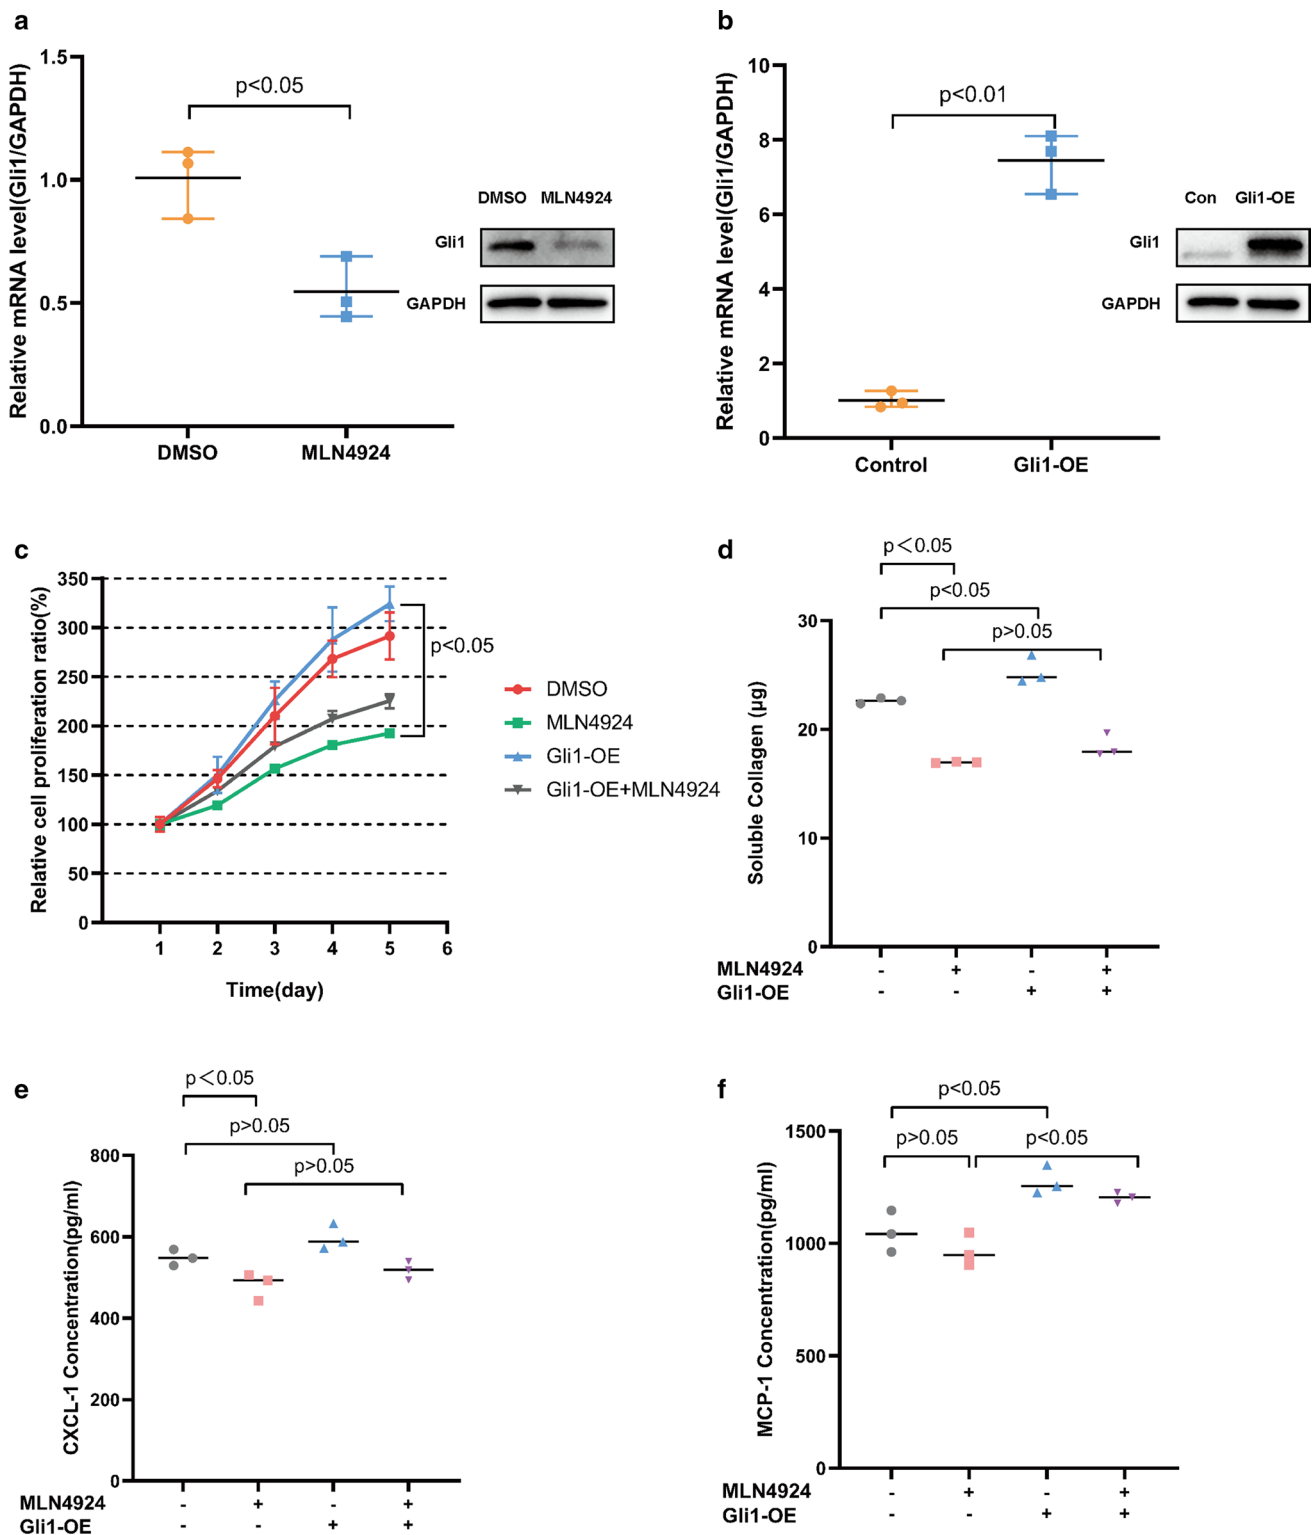 a
Relative mRNA level(Gli1/GAPDH)
1.5
1.0
0.5
0.0
p<0.05
DMSO
MLN4924
DMSO MLN4924
Gli1
GAPDH
b
Relative mRNA level(Gli1/GAPDH)
10
8
6
4
2
0
p<0.01
Control
Gli1-OE
Con Gli1-OE
Gli1
GAPDH
c
Relative cell proliferation ratio(%)
350
300
250
200
150
100
50
0
1 2 3 4 5 6
Time(day)
p<0.05
DMSO
MLN4924
Gli1-OE
Gli1-OE+MLN4924
d
p<0.05
p<0.05
p>0.05
Soluble Collagen (μg)
30
20
10
0
MLN4924 - + - +
Gli1-OE - - + +
e
p<0.05
p>0.05
p>0.05
CXCL-1 Concentration(pg/ml)
800
600
400
200
0
MLN4924 - + - +
Gli1-OE - - + +
f
p<0.05
p>0.05 p<0.05
MCP-1 Concentration(pg/ml)
1500
1000
500
0
MLN4924 - + - +
Gli1-OE - - + +